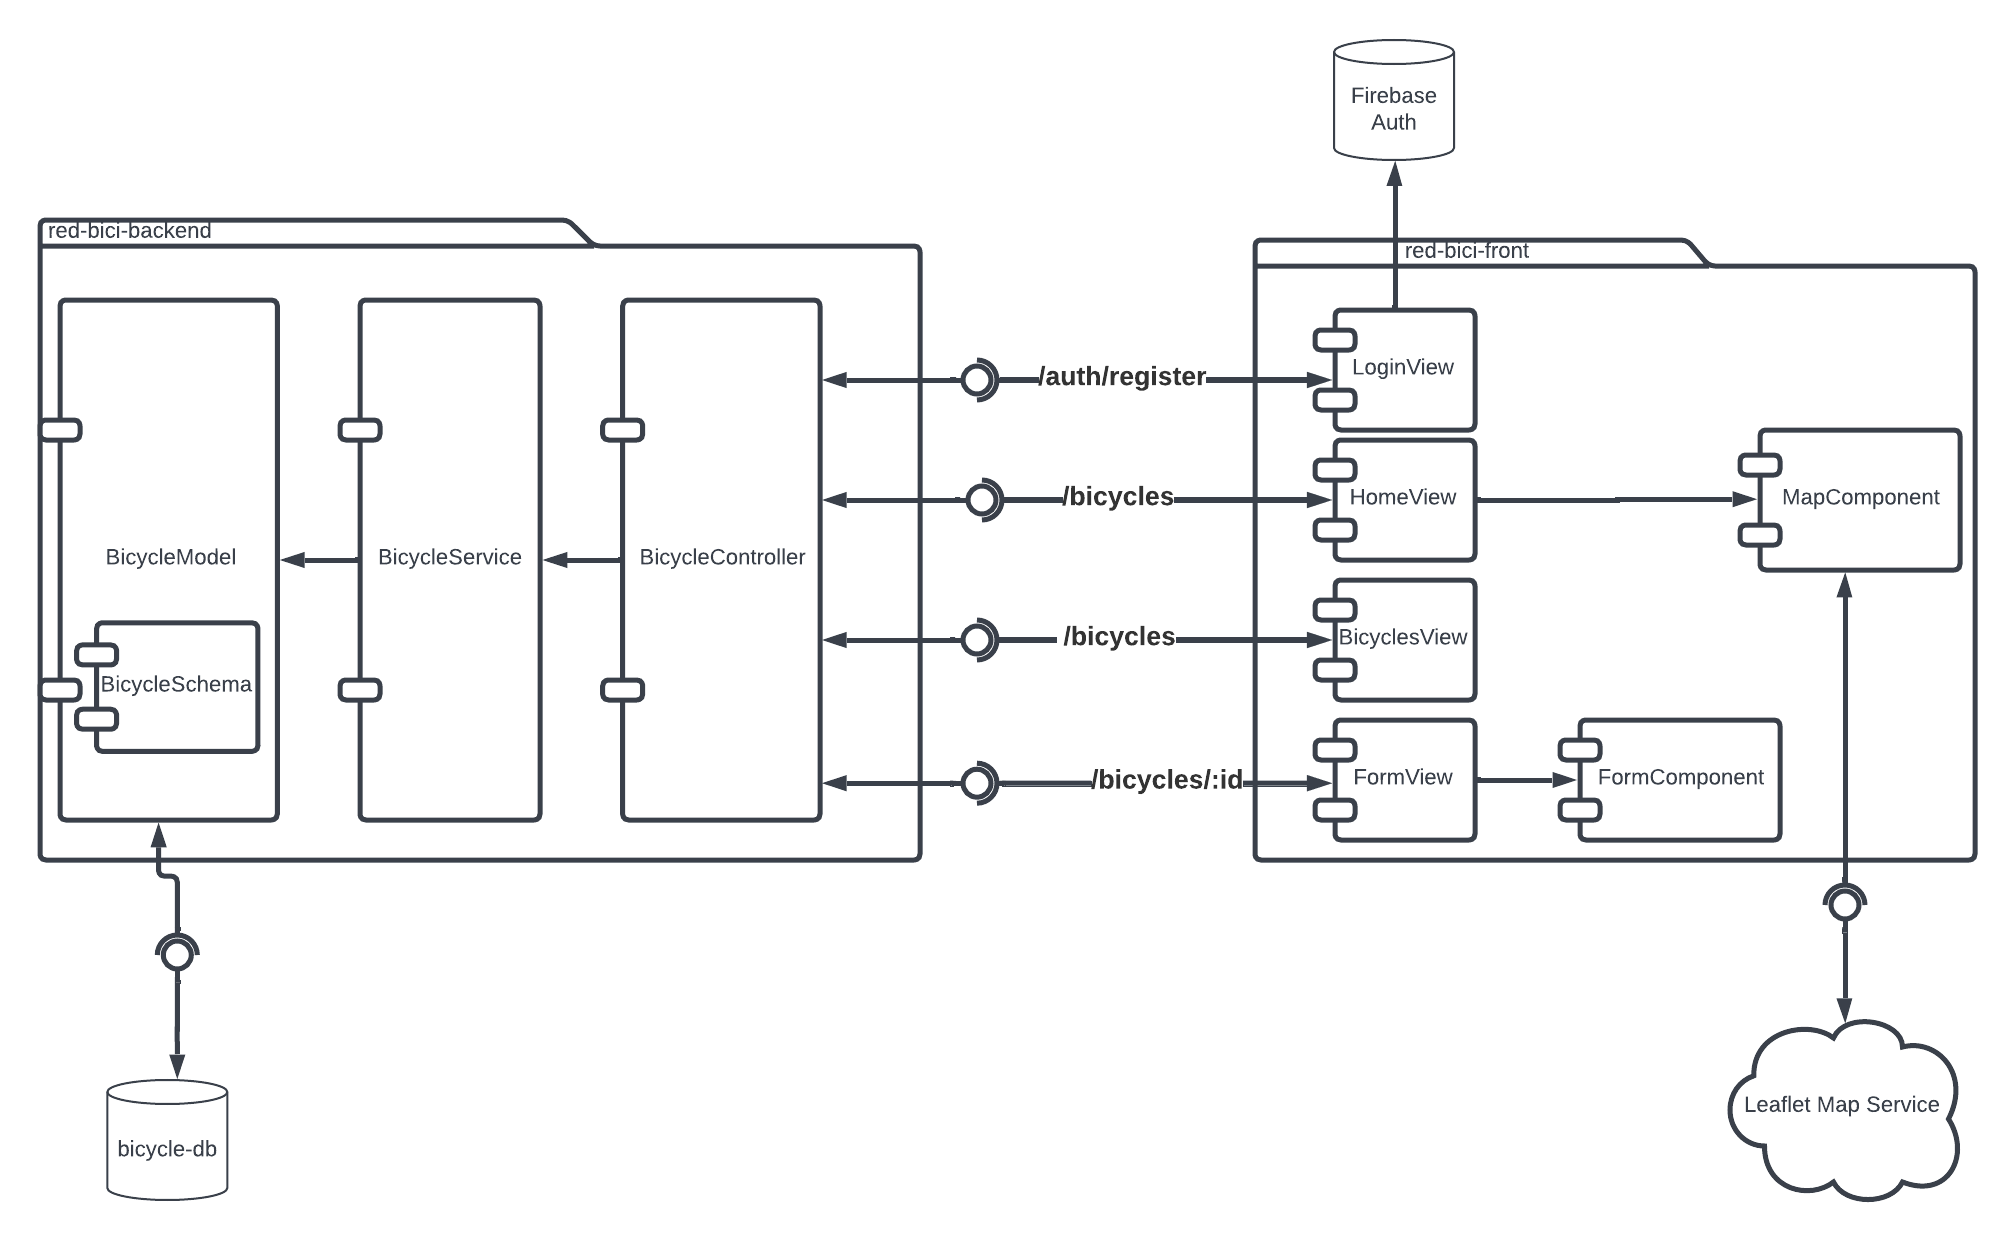 Firebase
Auth
red-bici-backend
red-bici-front
/auth/register
LoginView
/bicycles
HomeView
MapComponent
BicycleModel
BicycleService
BicycleController
/bicycles
BicyclesView
BicycleSchema
/bicycles/:id
FormView
FormComponent
Leaflet Map Service
bicycle-db